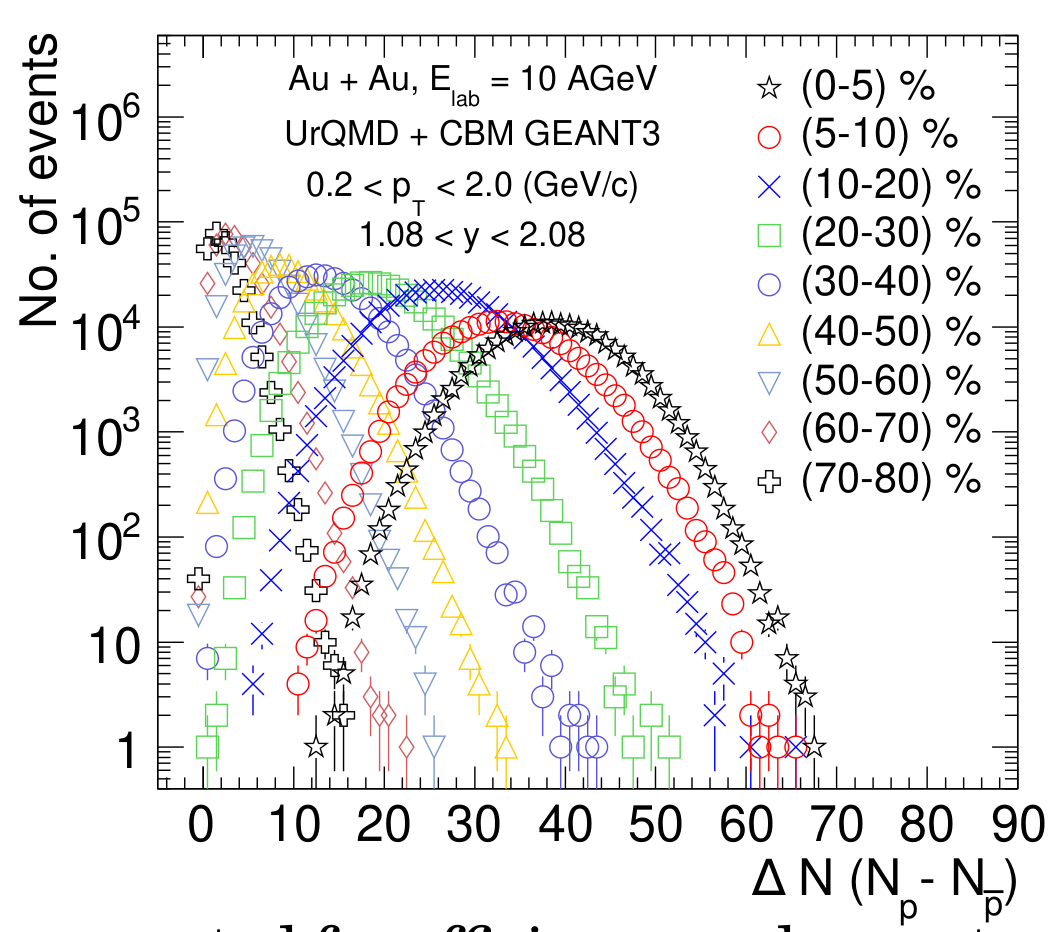 No. of events
10^6
10^5
10^4
10^3
10^2
10
1
Au + Au, E_lab = 10 AGeV
UrQMD + CBM GEANT3
0.2 < p_T < 2.0 (GeV/c)
1.08 < y < 2.08
(0-5) %
(5-10) %
(10-20) %
(20-30) %
(30-40) %
(40-50) %
(50-60) %
(60-70) %
(70-80) %
0 10 20 30 40 50 60 70 80 90
Δ N (N_p - N_p̅)